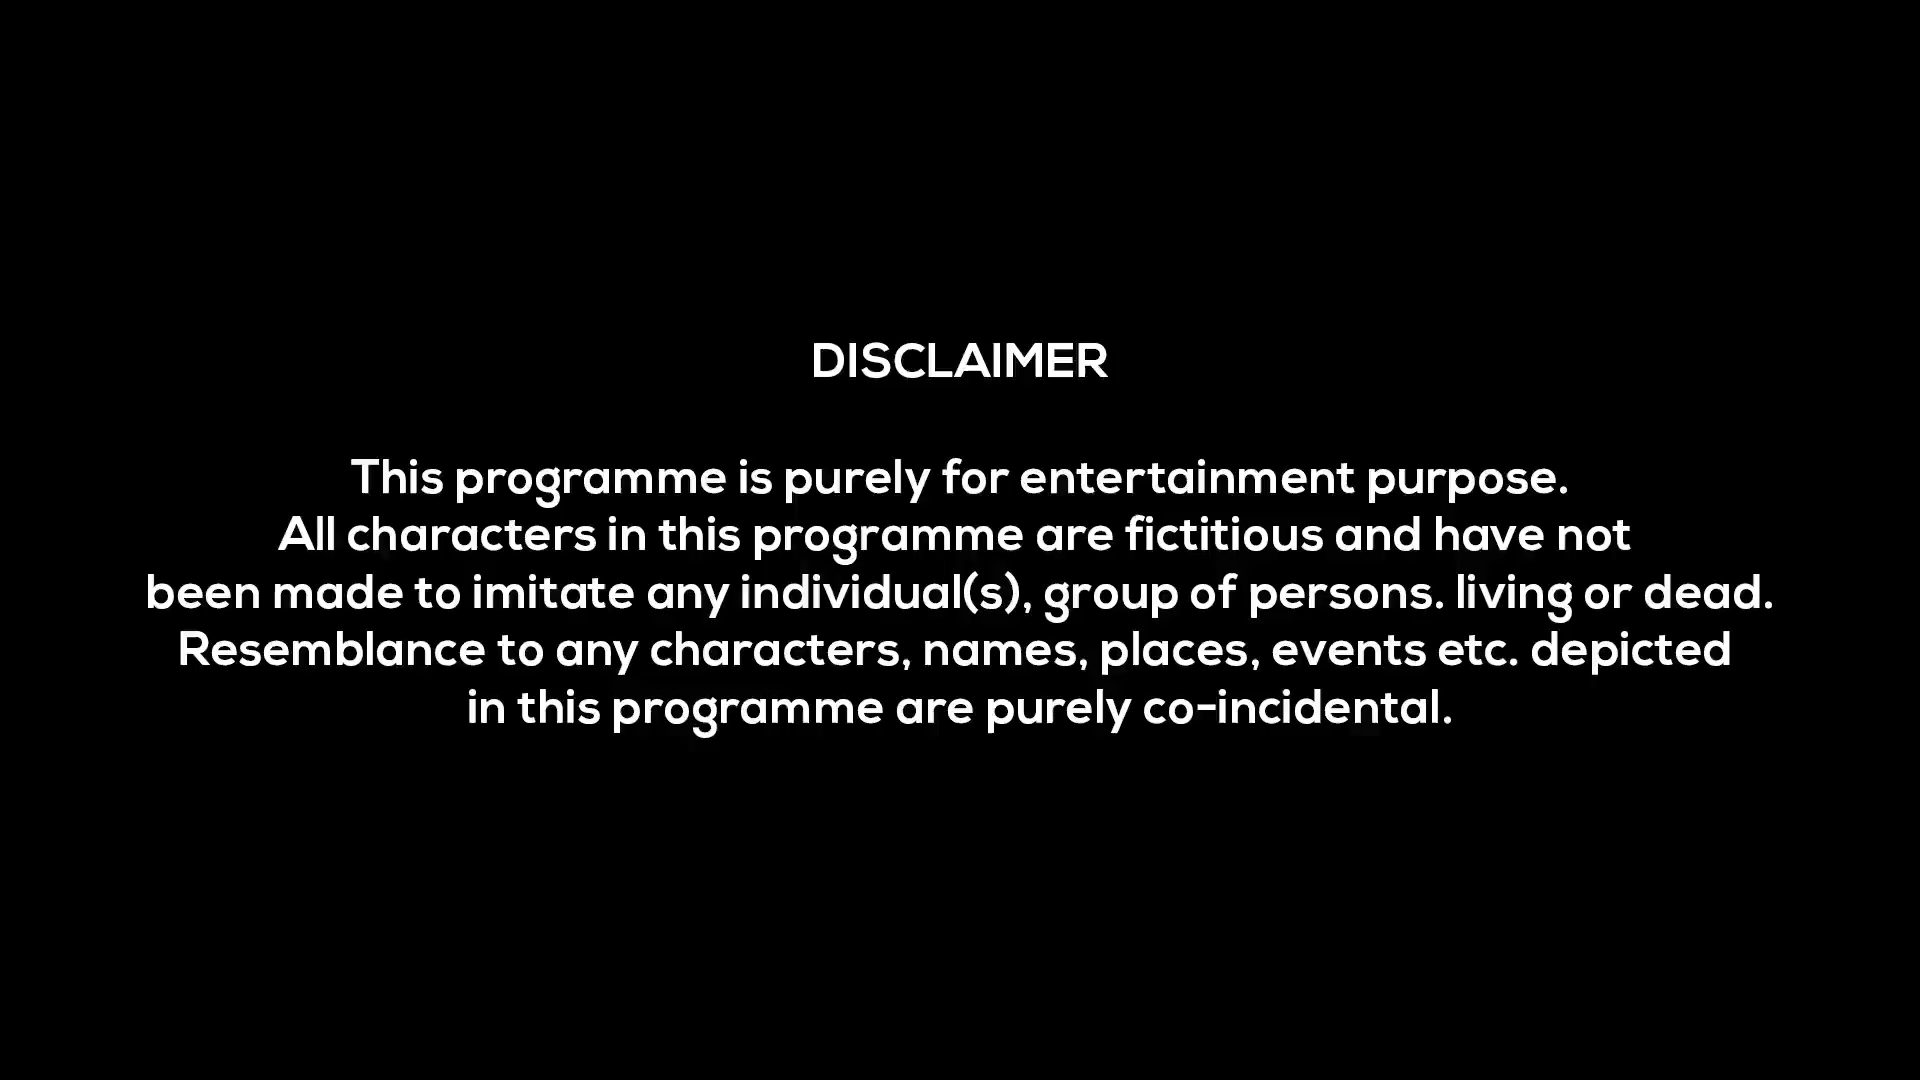 DISCLAIMER
This programme is purely for entertainment purpose.
All characters in this programme are fictitious and have not
been made to imitate any individual(s), group of persons. living or dead.
Resemblance to any characters, names, places, events etc. depicted
in this programme are purely co-incidental.